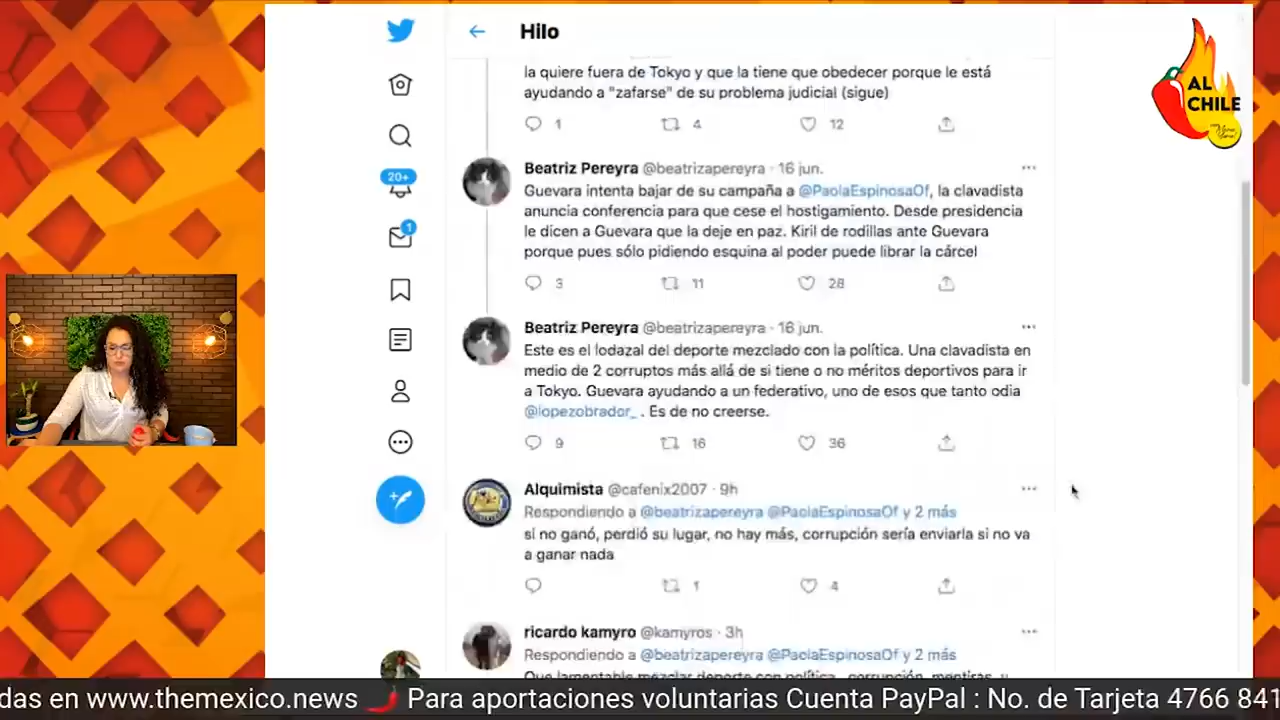 Hilo
AL
CHILE
la quiere fuera de Tokyo y que la tiene que obedecer porque le está
ayudando a "zafarse" de su problema judicial (sigue)
1 4 12
20+
1
Beatriz Pereyra @beatrizapereyra · 16 jun.
Guevara intenta bajar de su campaña a @PaolaEspinosaOf, la clavadista
anuncia conferencia para que cese el hostigamiento. Desde presidencia
le dicen a Guevara que la deje en paz. Kiril de rodillas ante Guevara
porque pues sólo pidiendo esquina al poder puede librar la cárcel
3 11 28
Beatriz Pereyra @beatrizapereyra · 16 jun.
Este es el lodazal del deporte mezclado con la política. Una clavadista en
medio de 2 corruptos más allá de si tiene o no méritos deportivos para ir
a Tokyo. Guevara ayudando a un federativo, uno de esos que tanto odia
@lopezobrador_ . Es de no creerse.
9 16 36
Alquimista @cafenix2007 · 9h
Respondiendo a @beatrizapereyra @PaolaEspinosaOf y 2 más
si no ganó, perdió su lugar, no hay más, corrupción sería enviarla si no va
a ganar nada
1 4
ricardo kamyro @kamyros · 3h
Respondiendo a @beatrizapereyra @PaolaEspinosaOf y 2 más
Que lamentable mezclar deporte con política, corrupción, mentiras, y
das en www.themexico.news Para aportaciones voluntarias Cuenta PayPal : No. de Tarjeta 4766 841